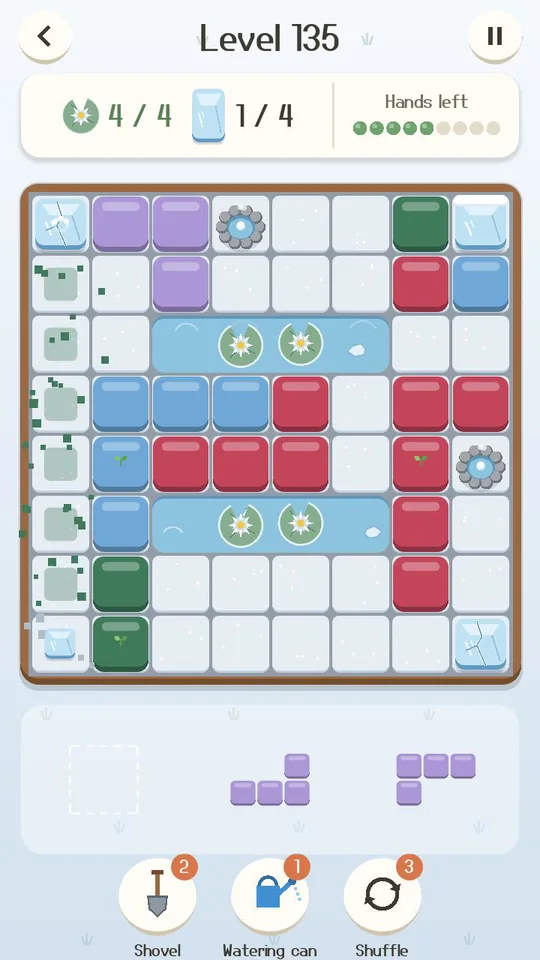 Level 135
4 / 4
1 / 4
Hands left
2
1
3
Shovel
Watering can
Shuffle